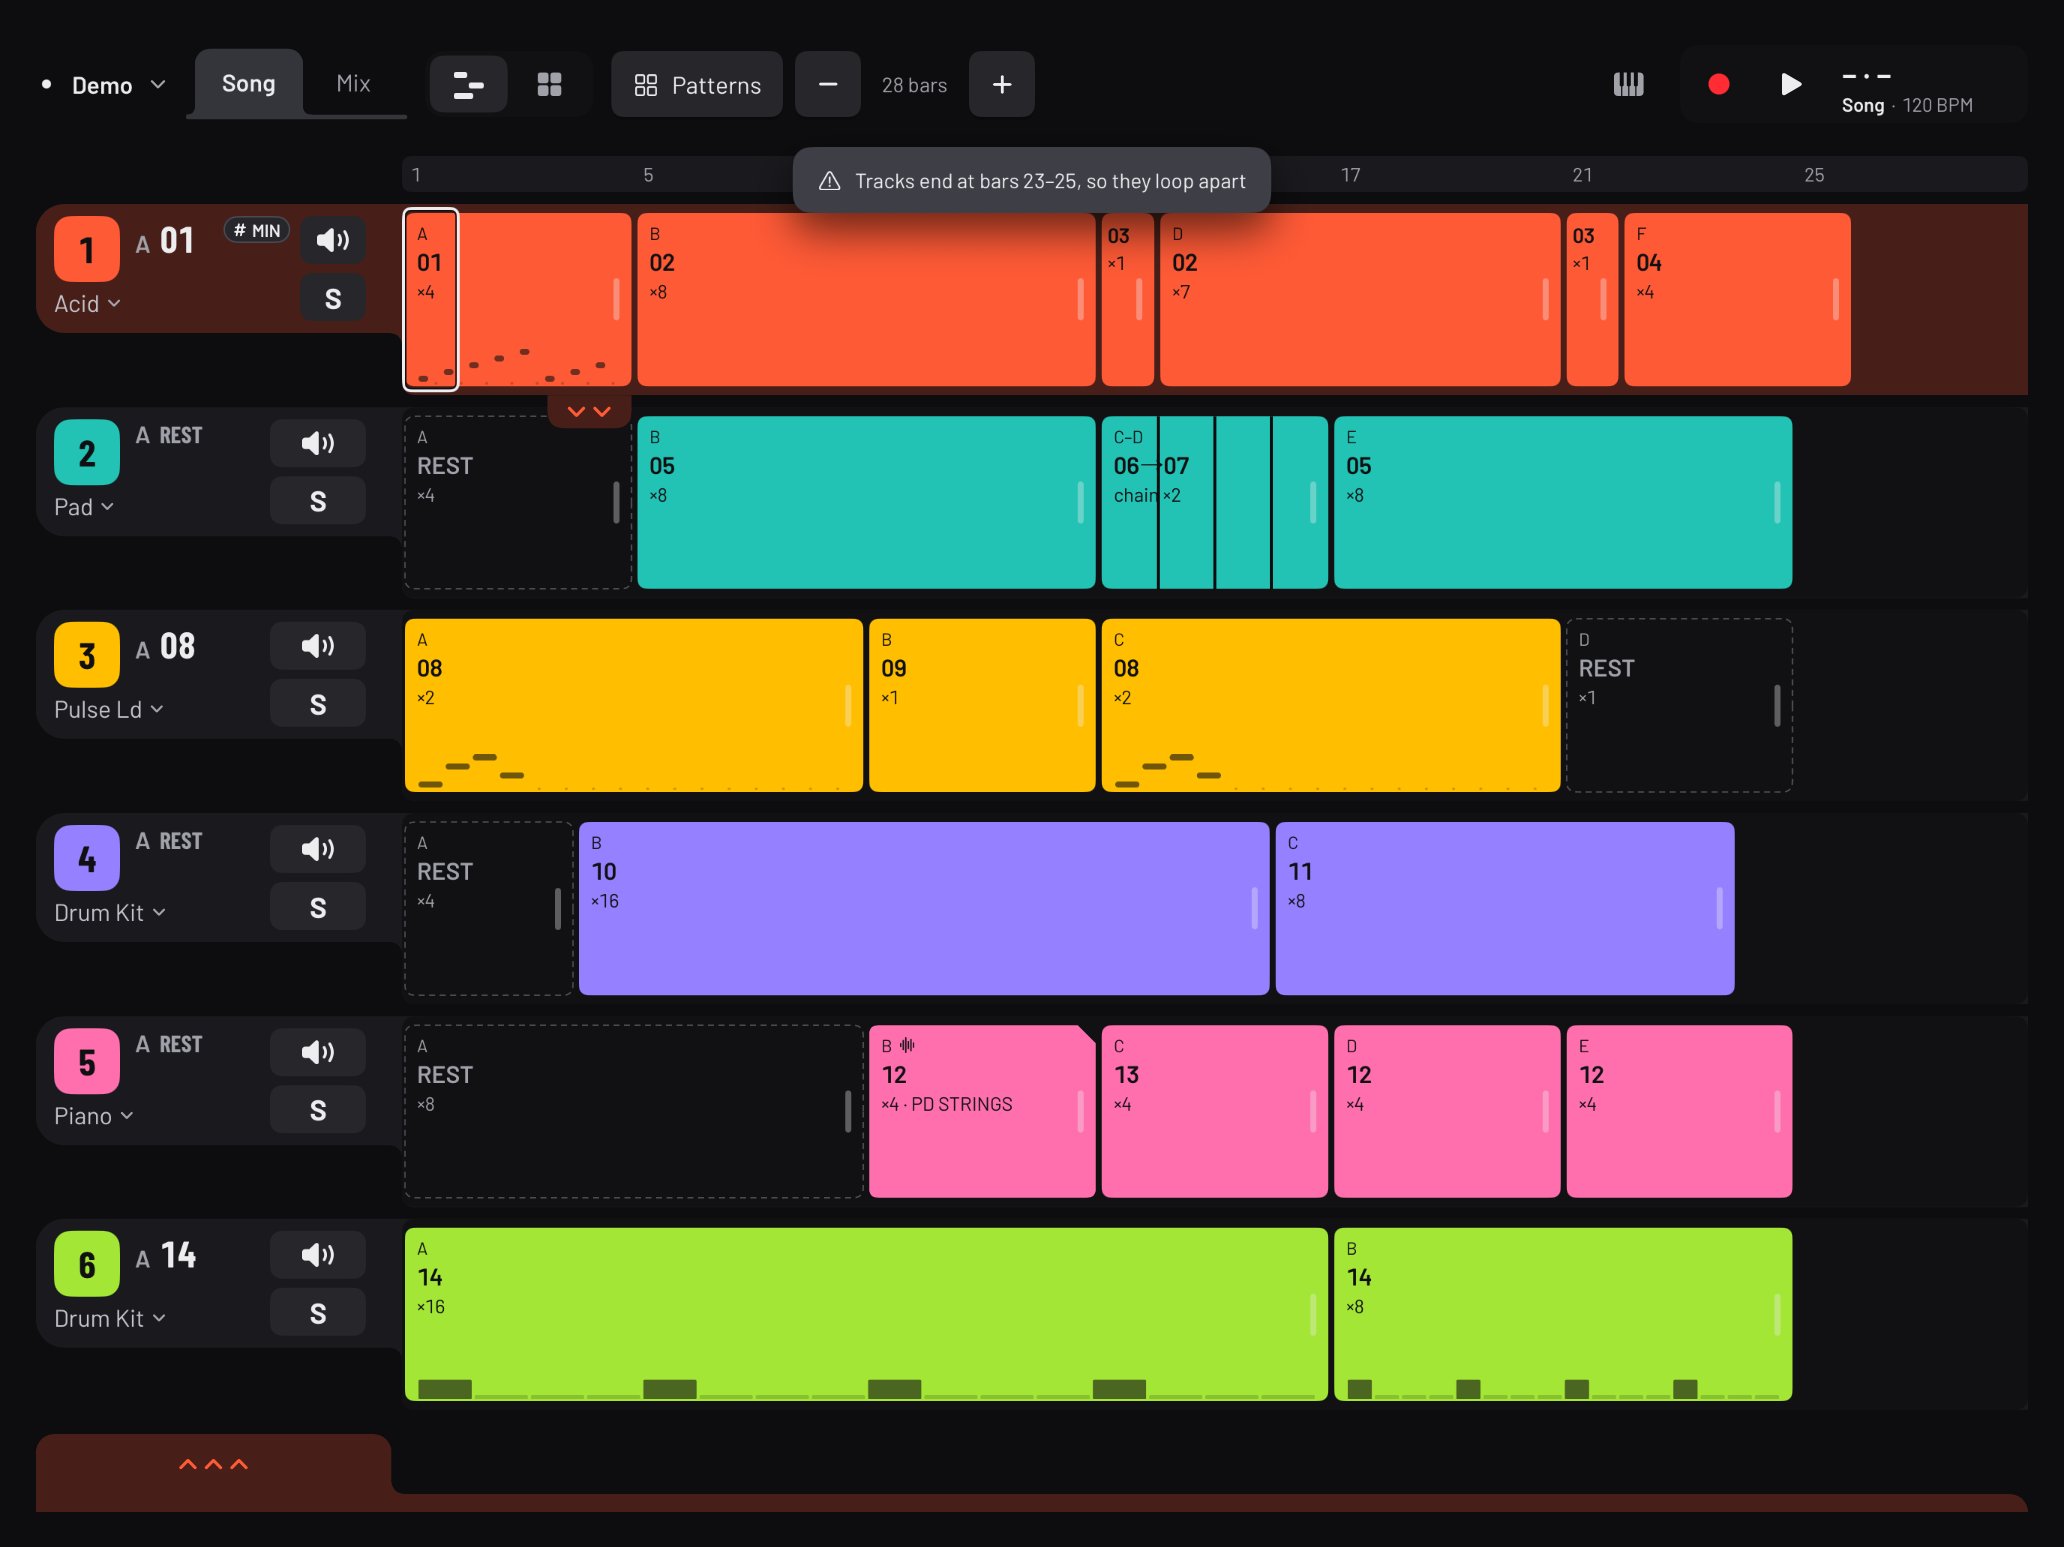 Demo
Song
Mix
Patterns
28 bars
Song · 120 BPM
1 5 17 21 25
Tracks end at bars 23–25, so they loop apart
1
A 01
# MIN
Acid
S
A
01
×4
B
02
×8
03
×1
D
02
×7
03
×1
F
04
×4
2
A REST
Pad
S
A
REST
×4
B
05
×8
C–D
06→07
chain ×2
E
05
×8
3
A 08
Pulse Ld
S
A
08
×2
B
09
×1
C
08
×2
D
REST
×1
4
A REST
Drum Kit
S
A
REST
×4
B
10
×16
C
11
×8
5
A REST
Piano
S
A
REST
×8
B
12
×4 · PD STRINGS
C
13
×4
D
12
×4
E
12
×4
6
A 14
Drum Kit
S
A
14
×16
B
14
×8